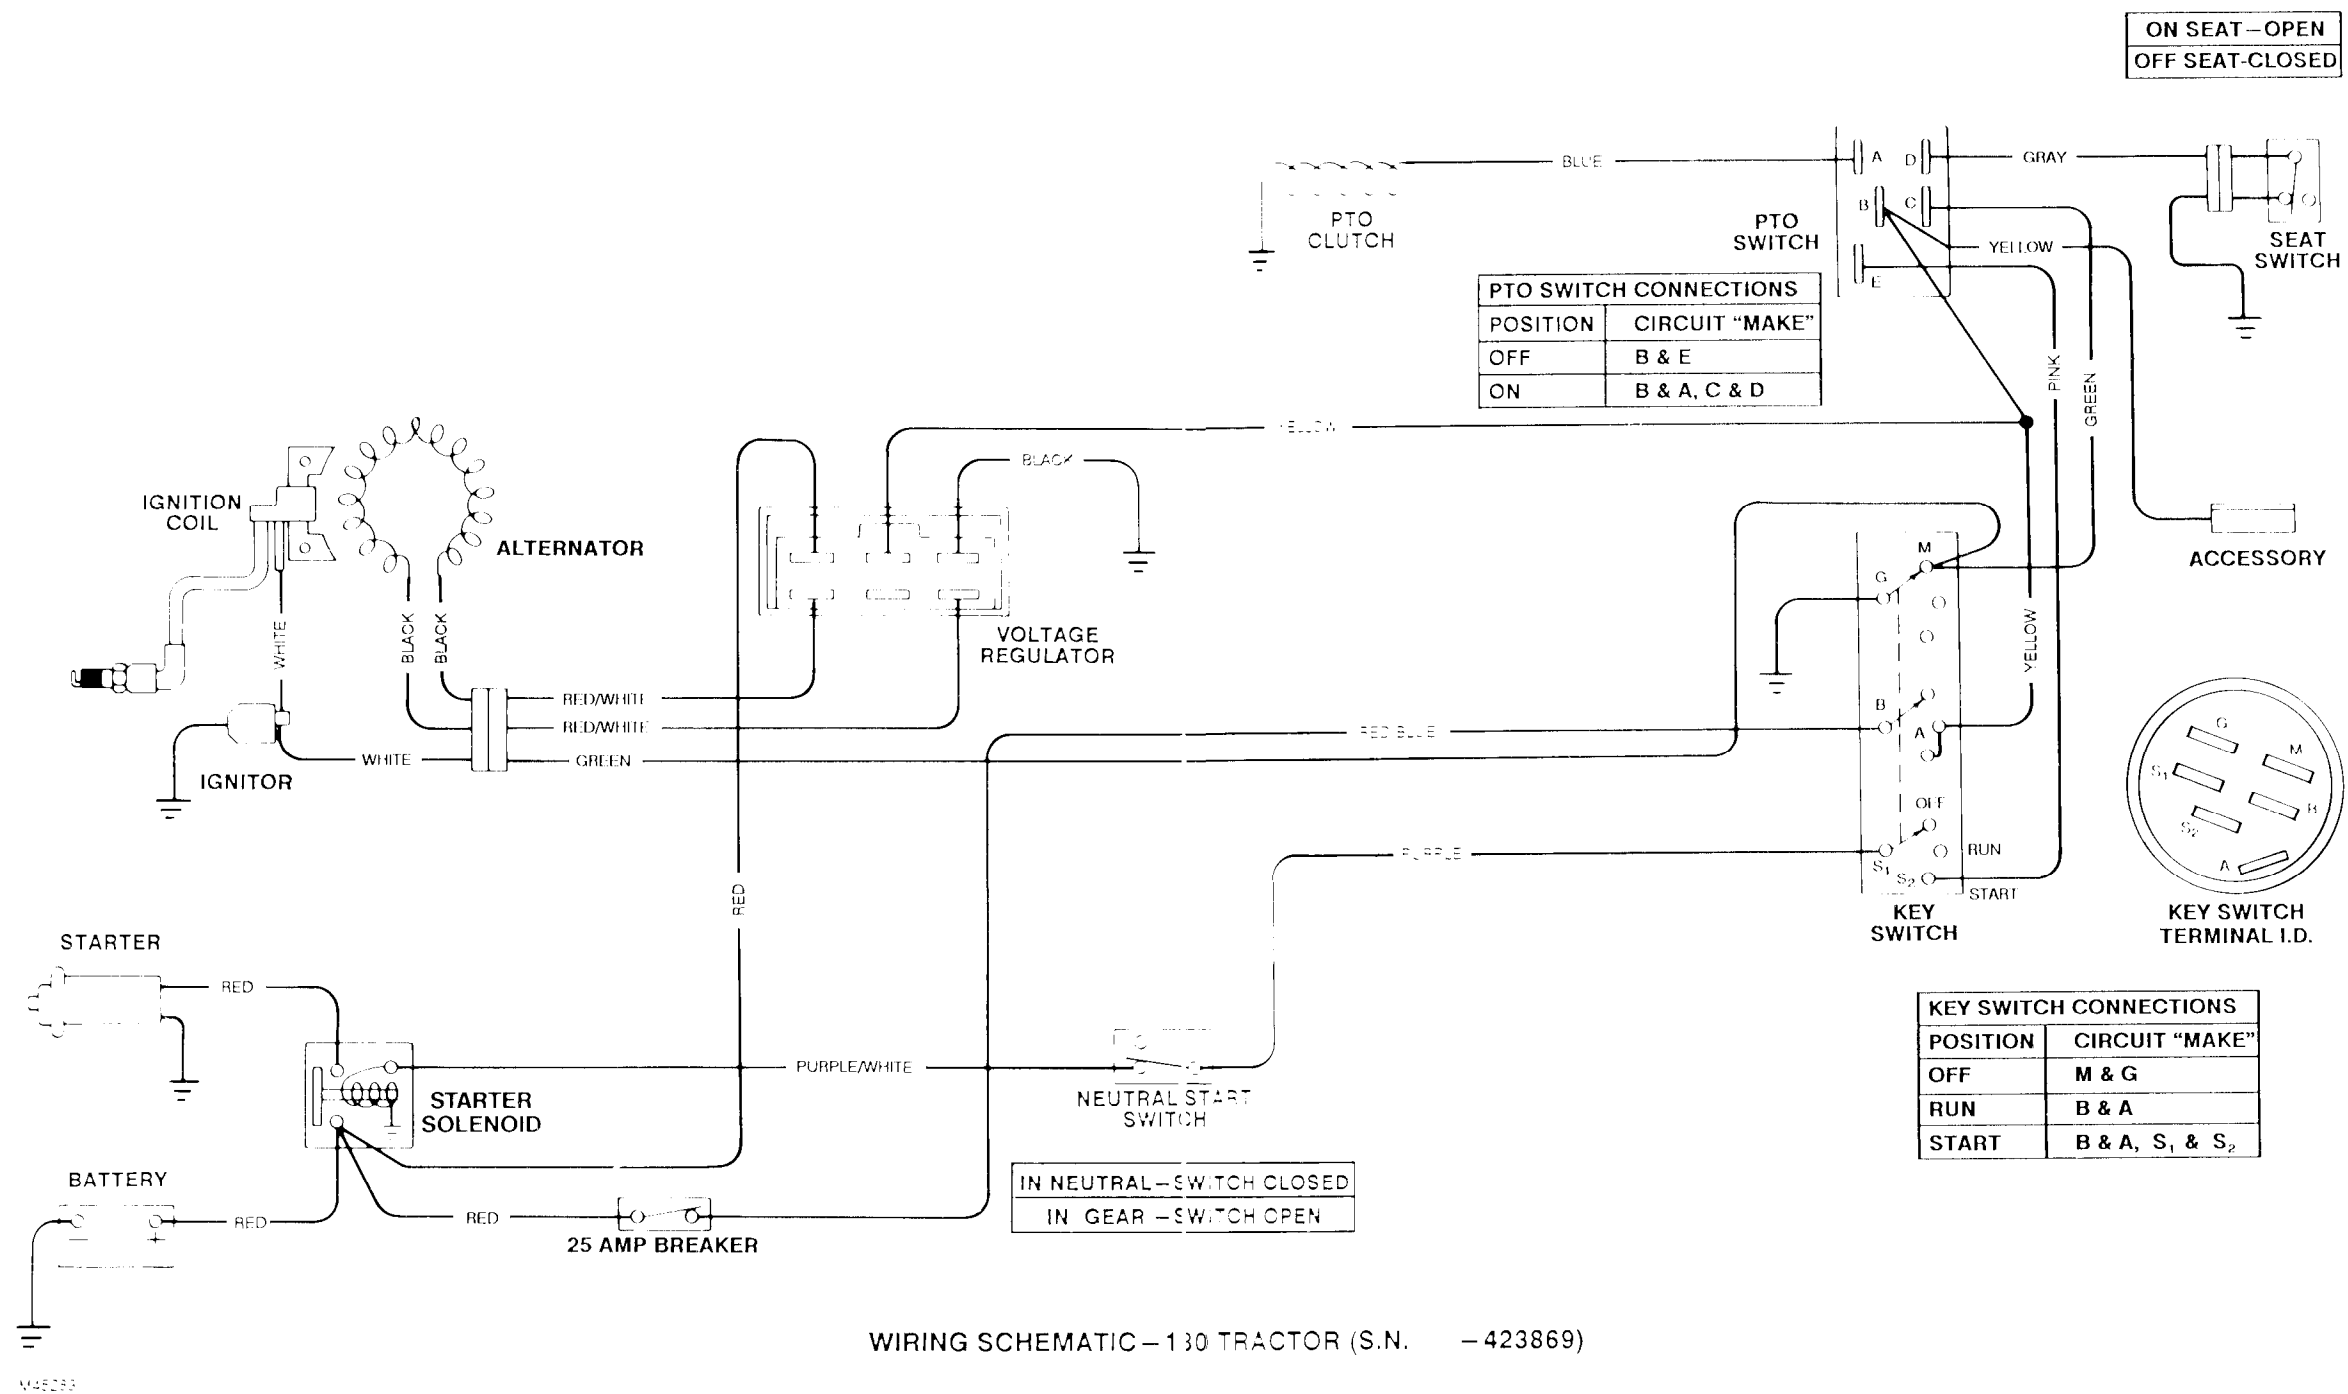 ON SEAT–OPEN
OFF SEAT-CLOSED
BLUE
A
D
GRAY
B
C
E
PTO
CLUTCH
PTO
SWITCH
YELLOW
SEAT
SWITCH
PTO SWITCH CONNECTIONS
POSITION CIRCUIT "MAKE"
OFF B & E
ON B & A, C & D
PINK
GREEN
YELLOW
BLACK
IGNITION
COIL
ALTERNATOR
ACCESSORY
M
G
WHITE
BLACK
BLACK
VOLTAGE
REGULATOR
YELLOW
RED/WHITE
RED/WHITE
RED BLUE
B
A
WHITE
GREEN
IGNITOR
OFF
PURPLE
RUN
S1
S2
START
KEY
SWITCH
G
M
S1
B
S2
A
KEY SWITCH
TERMINAL I.D.
RED
STARTER
RED
PURPLE/WHITE
STARTER
SOLENOID
NEUTRAL START
SWITCH
KEY SWITCH CONNECTIONS
POSITION CIRCUIT "MAKE"
OFF M & G
RUN B & A
START B & A, S1 & S2
BATTERY
–
+
RED
RED
25 AMP BREAKER
IN NEUTRAL–SWITCH CLOSED
IN GEAR –SWITCH OPEN
WIRING SCHEMATIC– TRACTOR (S.N. –423869)